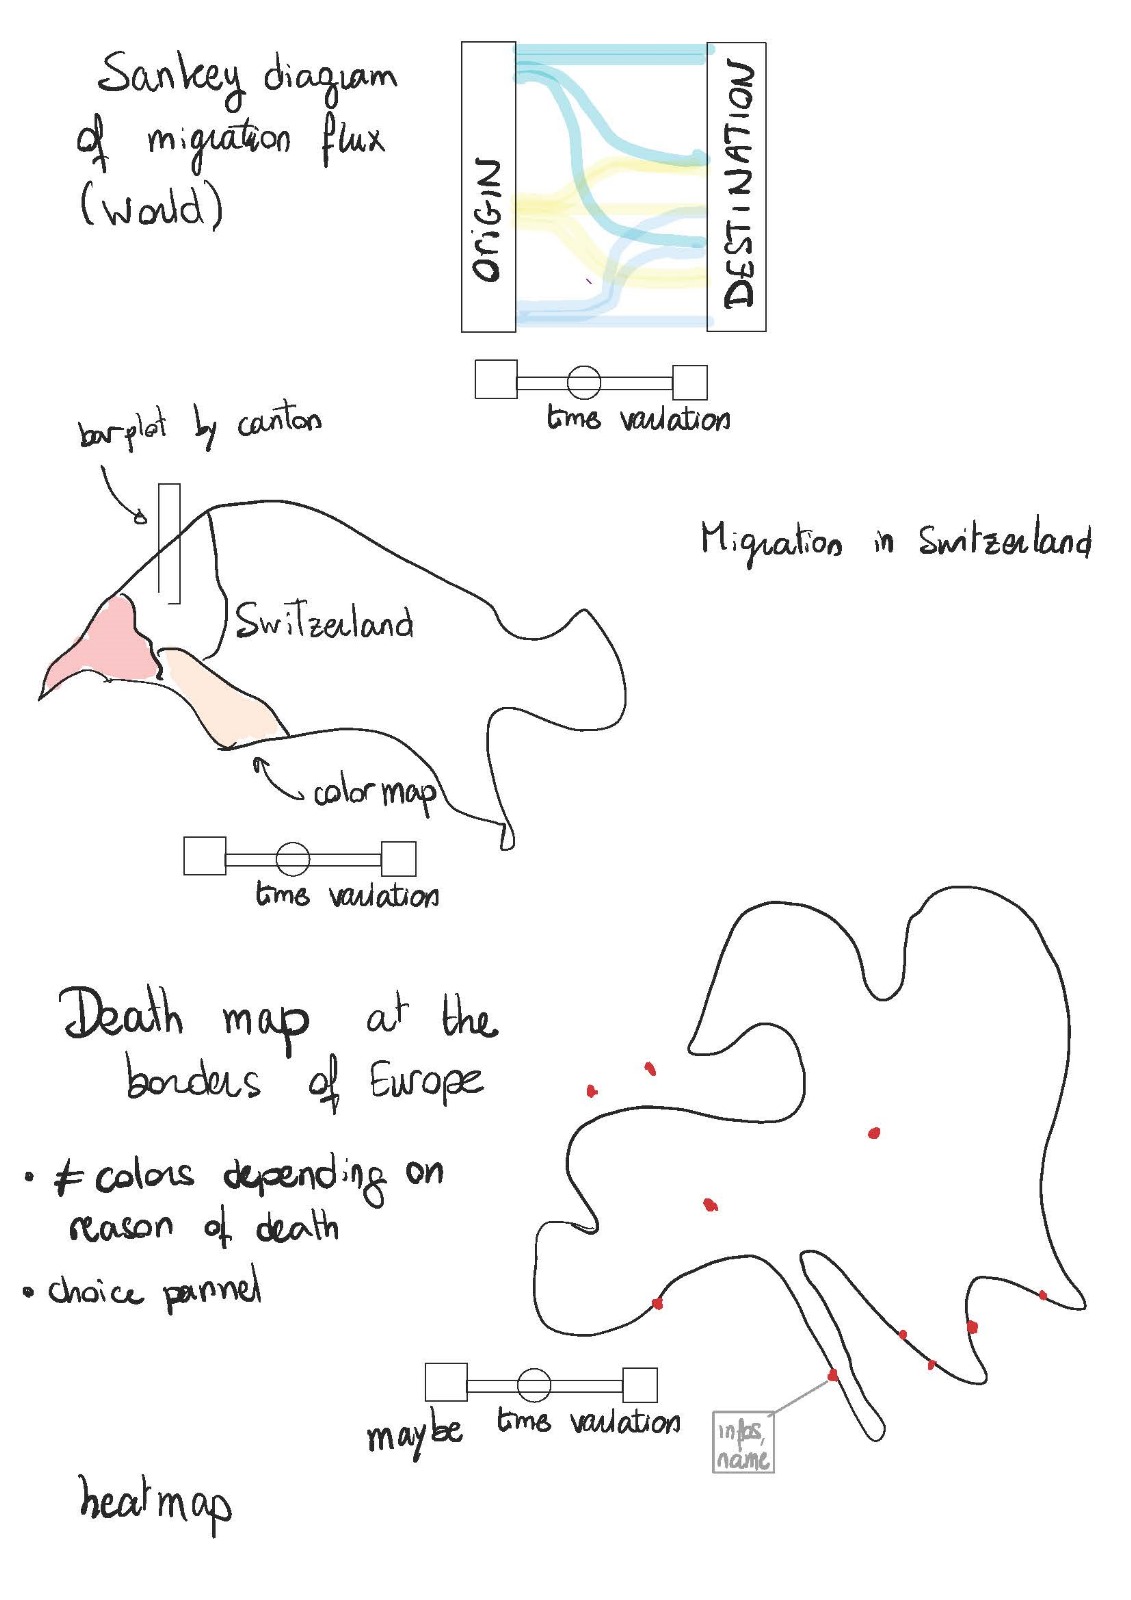 Sankey diagram
of migration flux
(world)
ORIGIN
DESTINATION
time variation
barplot by canton
Migration in Switzerland
Switzerland
color map
time variation
Death map at the
borders of Europe
• ≠ colors depending on
reason of death
• choice pannel
maybe time variation
infos,
name
heatmap